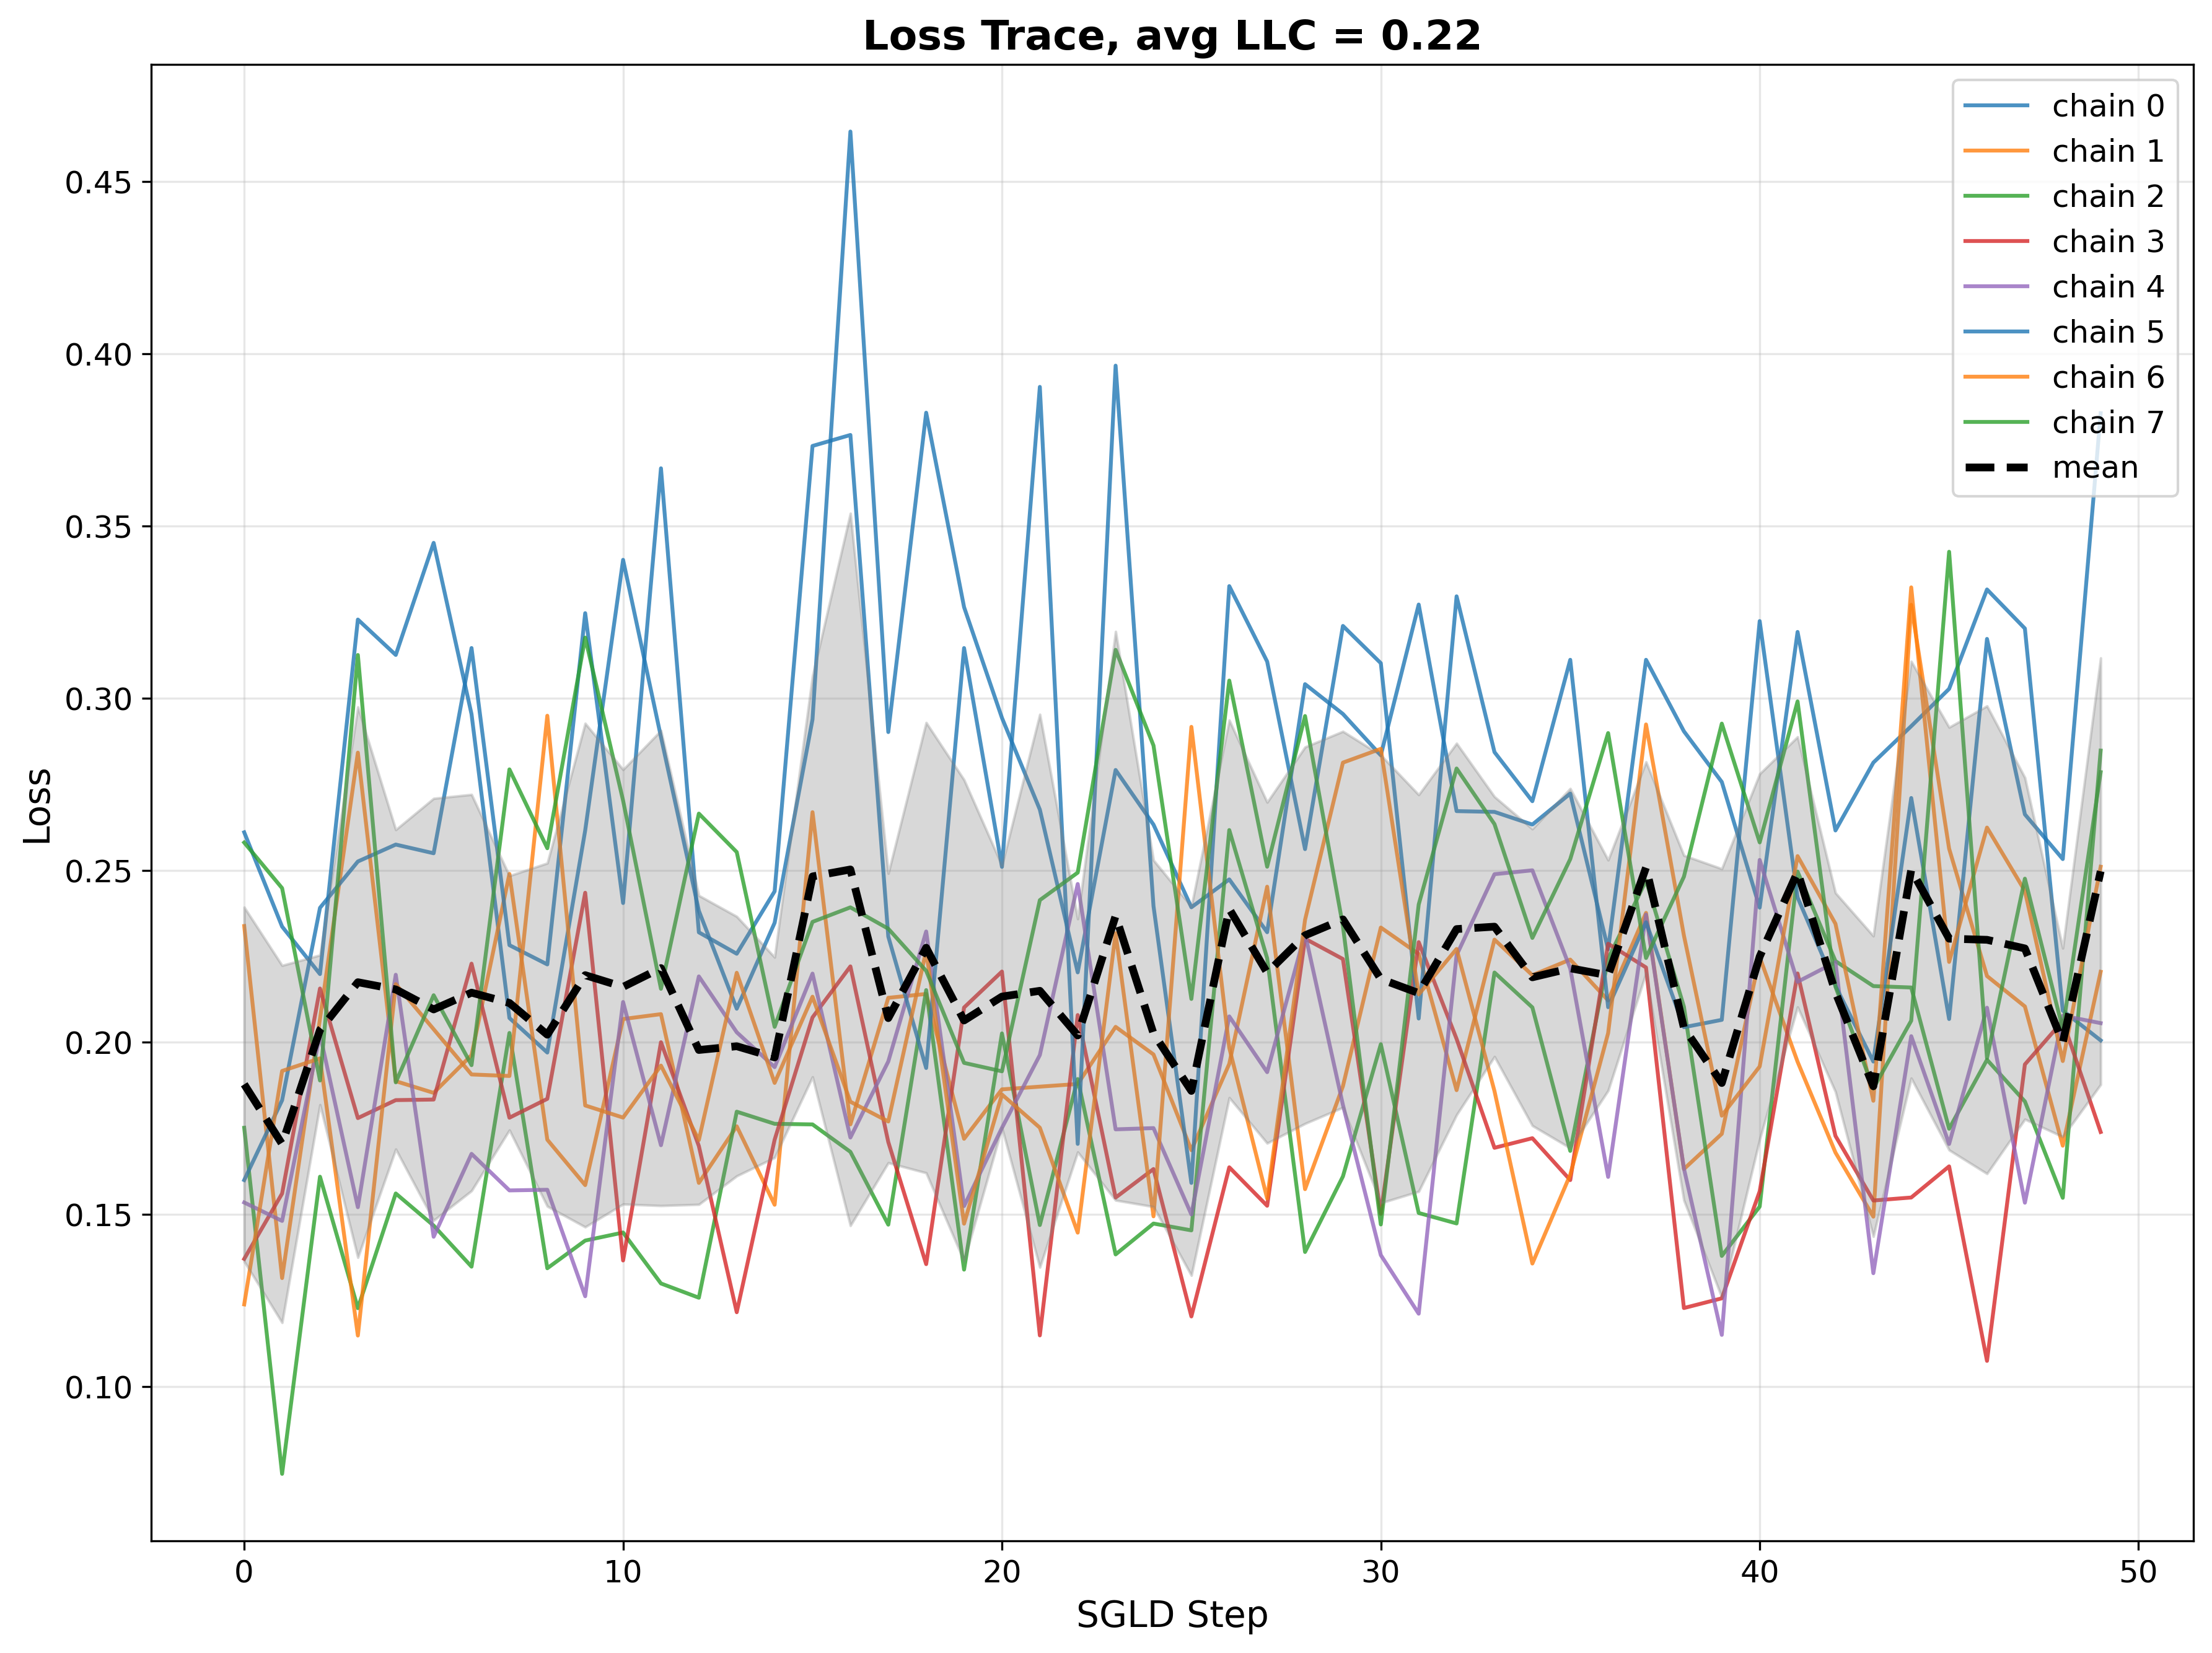 Loss Trace, avg LLC = 0.22
chain 0
chain 1
chain 2
chain 3
chain 4
chain 5
chain 6
chain 7
mean
Loss
0.45
0.40
0.35
0.30
0.25
0.20
0.15
0.10
0 10 20 30 40 50
SGLD Step